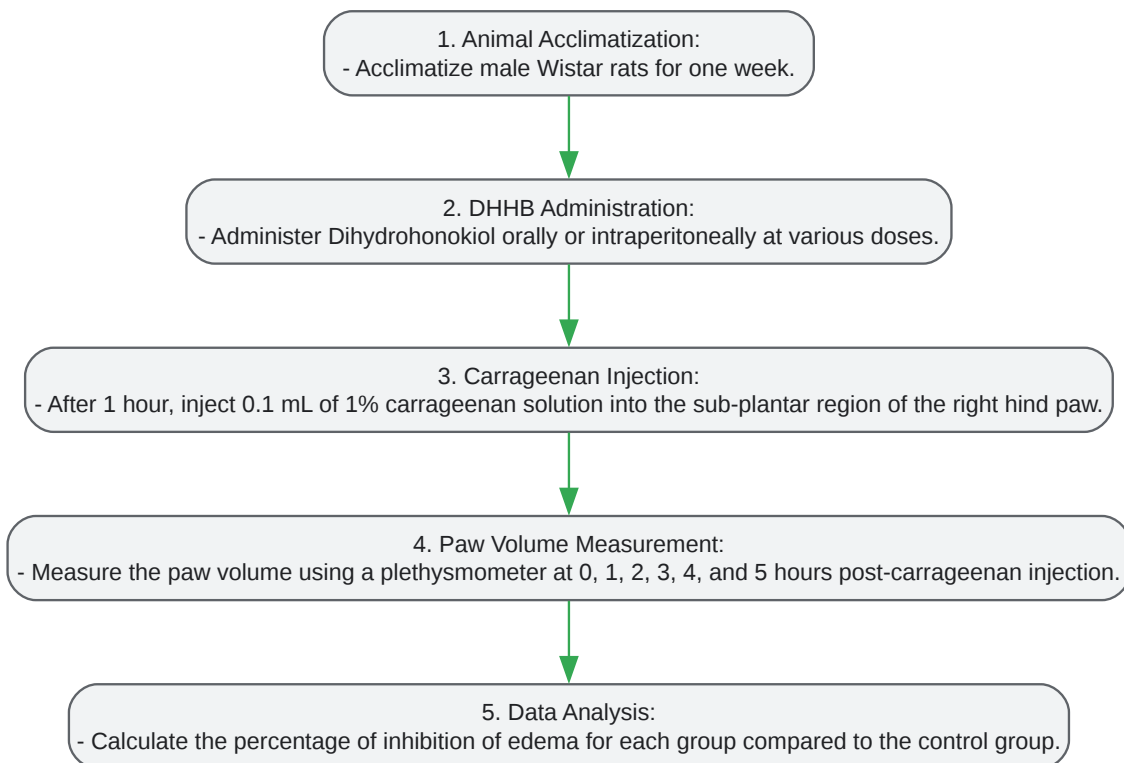 1. Animal Acclimatization:
- Acclimatize male Wistar rats for one week.
2. DHHB Administration:
- Administer Dihydrohonokiol orally or intraperitoneally at various doses.
3. Carrageenan Injection:
- After 1 hour, inject 0.1 mL of 1% carrageenan solution into the sub-plantar region of the right hind paw.
4. Paw Volume Measurement:
- Measure the paw volume using a plethysmometer at 0, 1, 2, 3, 4, and 5 hours post-carrageenan injection.
5. Data Analysis:
- Calculate the percentage of inhibition of edema for each group compared to the control group.